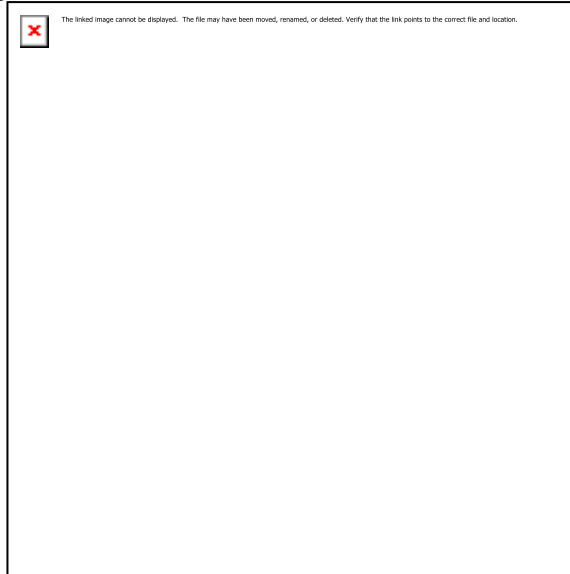 The linked image cannot be displayed.  The file may have been moved, renamed, or deleted. Verify that the link points to the correct file and location.